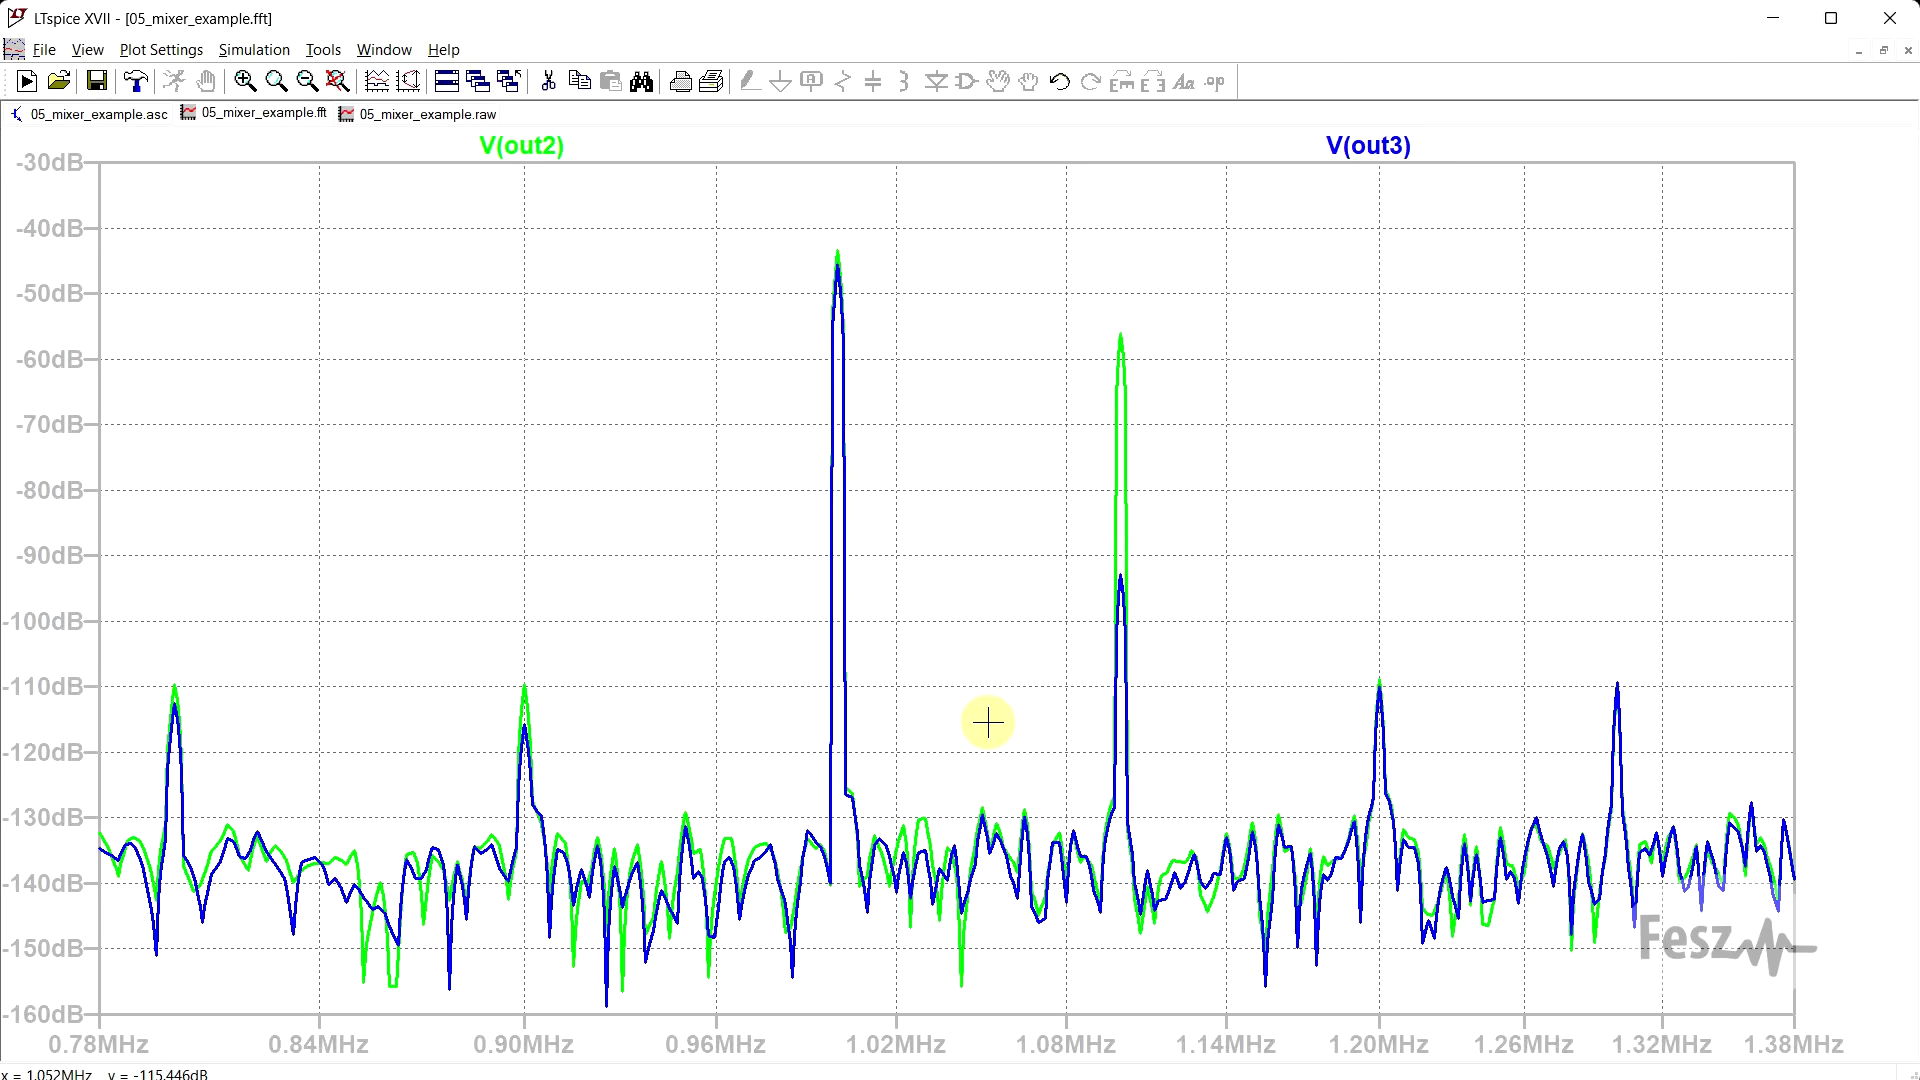 LTspice XVII - [05_mixer_example.fft]
File View Plot Settings Simulation Tools Window Help
05_mixer_example.asc 05_mixer_example.fft 05_mixer_example.raw
V(out2) V(out3)
-30dB
-40dB
-50dB
-60dB
-70dB
-80dB
-90dB
-100dB
-110dB
-120dB
-130dB
-140dB
-150dB
-160dB
Fesz
0.78MHz 0.84MHz 0.90MHz 0.96MHz 1.02MHz 1.08MHz 1.14MHz 1.20MHz 1.26MHz 1.32MHz 1.38MHz
x = 1.052MHz y = -115.446dB